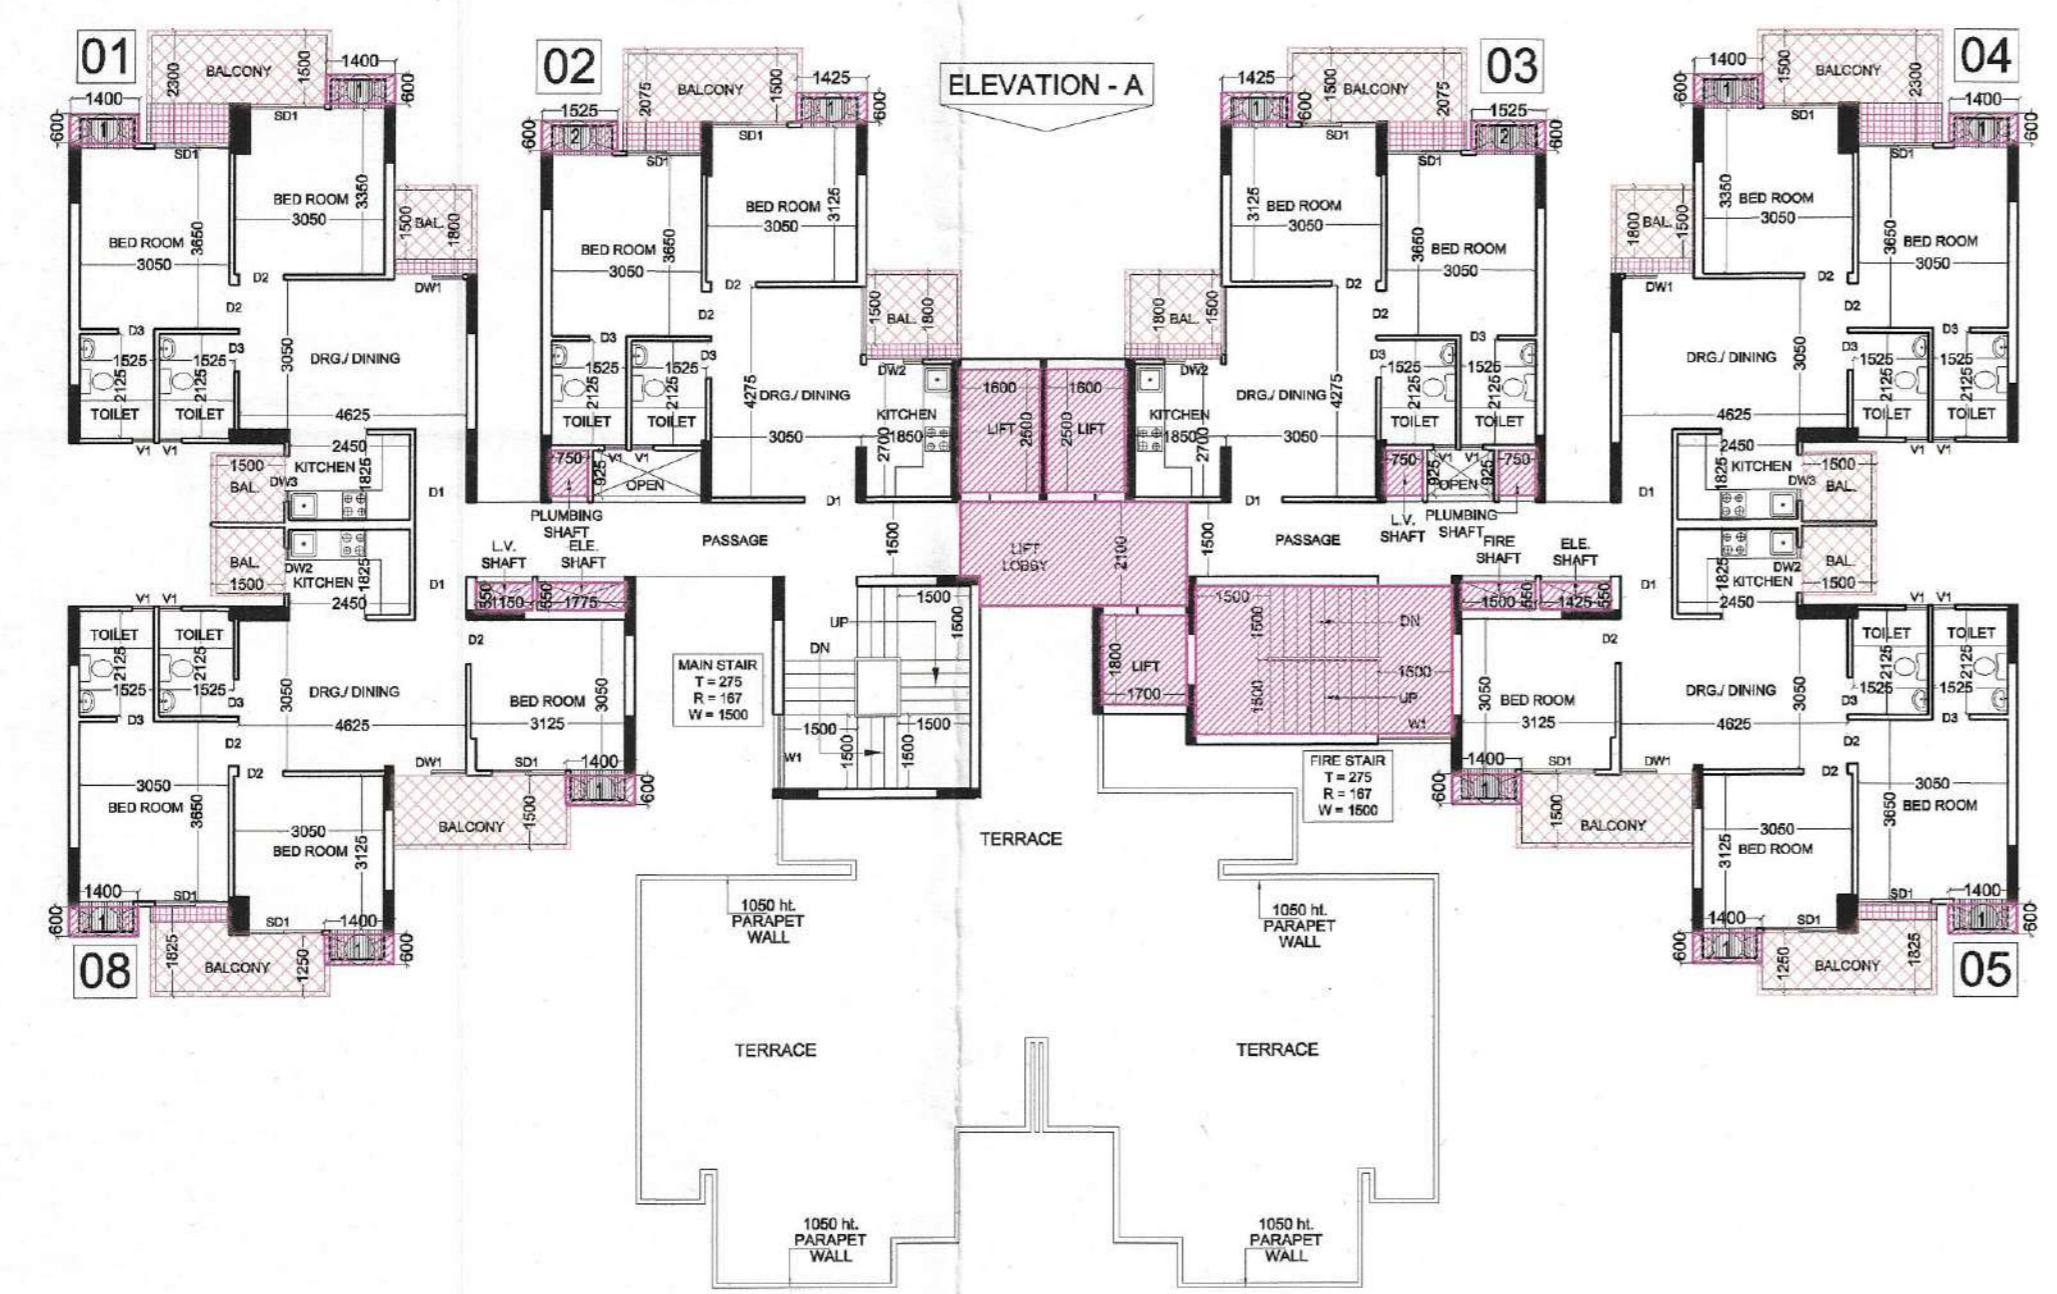 01
BALCONY
2300
1500
1400
600
1400
600
1
1
SD1
SD1
BED ROOM
3050
3350
BED ROOM
3050
3650
1500
BAL.
1800
DW1
D2
D2
D3
D3
1525
1525
2125
2125
TOILET
TOILET
V1 V1
3050
DRG./ DINING
4625
2450
KITCHEN
1825
1500
BAL.
DW3
D1
02
BALCONY
2075
1500
1425
600
1525
600
2
1
SD1
SD1
BED ROOM
3050
3125
BED ROOM
3050
3650
1500
BAL.
1800
D2
D2
D3
D3
1525
1525
2125
2125
TOILET
TOILET
4275
DRG./ DINING
3050
DW2
KITCHEN
1850
2700
750
925
V1 V1
OPEN
D1
PLUMBING
SHAFT
L.V.
SHAFT
ELE.
SHAFT
PASSAGE
1500
ELEVATION - A
1600
1600
LIFT
2500
2500
LIFT
LIFT
LOBBY
2100
03
1425
600
1500
BALCONY
2075
1525
600
1
2
SD1
SD1
BED ROOM
3050
3125
BED ROOM
3050
3650
1800
BAL.
1500
D2
D2
D3
D3
1525
1525
2125
2125
TOILET
TOILET
DRG./ DINING
4275
3050
DW2
KITCHEN
1850
2700
750
925
V1 V1
OPEN
925
750
D1
1500
PASSAGE
L.V.
SHAFT
PLUMBING
SHAFT
FIRE
SHAFT
ELE.
SHAFT
04
1400
600
1500
BALCONY
2300
1400
600
1
1
SD1
SD1
BED ROOM
3050
3350
BED ROOM
3050
3650
1800
BAL.
1500
DW1
D2
D2
D3
D3
1525
1525
2125
2125
TOILET
TOILET
V1 V1
DRG./ DINING
3050
4625
2450
KITCHEN
1825
1500
DW3
BAL.
D1
BAL.
1500
DW2
KITCHEN
1825
2450
D1
V1 V1
TOILET
TOILET
2125
2125
1525
1525
D3
D3
DRG./ DINING
3050
4625
D2
D2
D2
550
1150
550
1775
BED ROOM
3125
3050
DW1
SD1
1400
600
1
BALCONY
1500
3050
BED ROOM
3650
3050
BED ROOM
3125
1400
600
1
SD1
SD1
1400
600
1
08
1825
BALCONY
1250
MAIN STAIR
T = 275
R = 167
W = 1500
UP
DN
1500
1500
1500
1500
1500
1500
W1
1800
LIFT
1700
1500
1500
DN
1500
1500
UP
W1
FIRE STAIR
T = 275
R = 167
W = 1500
1500
550
1425
550
D2
3050
BED ROOM
3125
1400
600
1
SD1
DW1
1500
BALCONY
D1
1825
KITCHEN
2450
DW2
BAL.
1500
V1 V1
TOILET
TOILET
2125
2125
1525
1525
D3
D3
DRG./ DINING
3050
4625
D2
D2
3050
BED ROOM
3125
3050
BED ROOM
3650
1400
600
1
SD1
SD1
1400
600
1
1250
BALCONY
1825
05
TERRACE
1050 ht.
PARAPET
WALL
1050 ht.
PARAPET
WALL
TERRACE
TERRACE
1050 ht.
PARAPET
WALL
1050 ht.
PARAPET
WALL